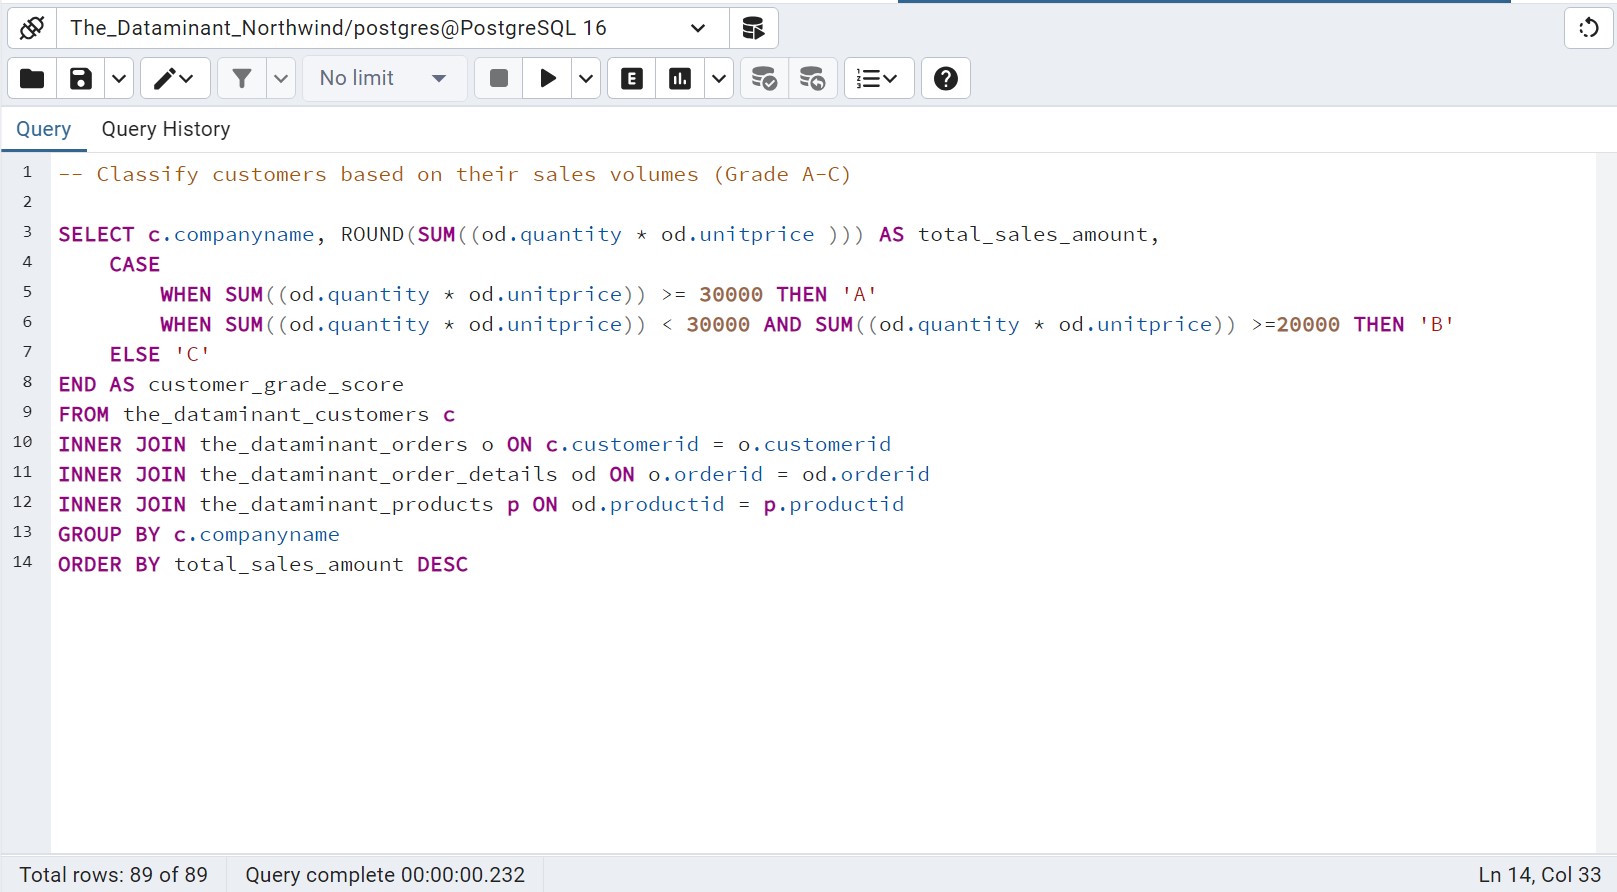 The_Dataminant_Northwind/postgres@PostgreSQL 16
No limit
E
Query Query History
1 -- Classify customers based on their sales volumes (Grade A-C)
2
3 SELECT c.companyname, ROUND(SUM((od.quantity * od.unitprice ))) AS total_sales_amount,
4 CASE
5 WHEN SUM((od.quantity * od.unitprice)) >= 30000 THEN 'A'
6 WHEN SUM((od.quantity * od.unitprice)) < 30000 AND SUM((od.quantity * od.unitprice)) >=20000 THEN 'B'
7 ELSE 'C'
8 END AS customer_grade_score
9 FROM the_dataminant_customers c
10 INNER JOIN the_dataminant_orders o ON c.customerid = o.customerid
11 INNER JOIN the_dataminant_order_details od ON o.orderid = od.orderid
12 INNER JOIN the_dataminant_products p ON od.productid = p.productid
13 GROUP BY c.companyname
14 ORDER BY total_sales_amount DESC
Total rows: 89 of 89 Query complete 00:00:00.232 Ln 14, Col 33